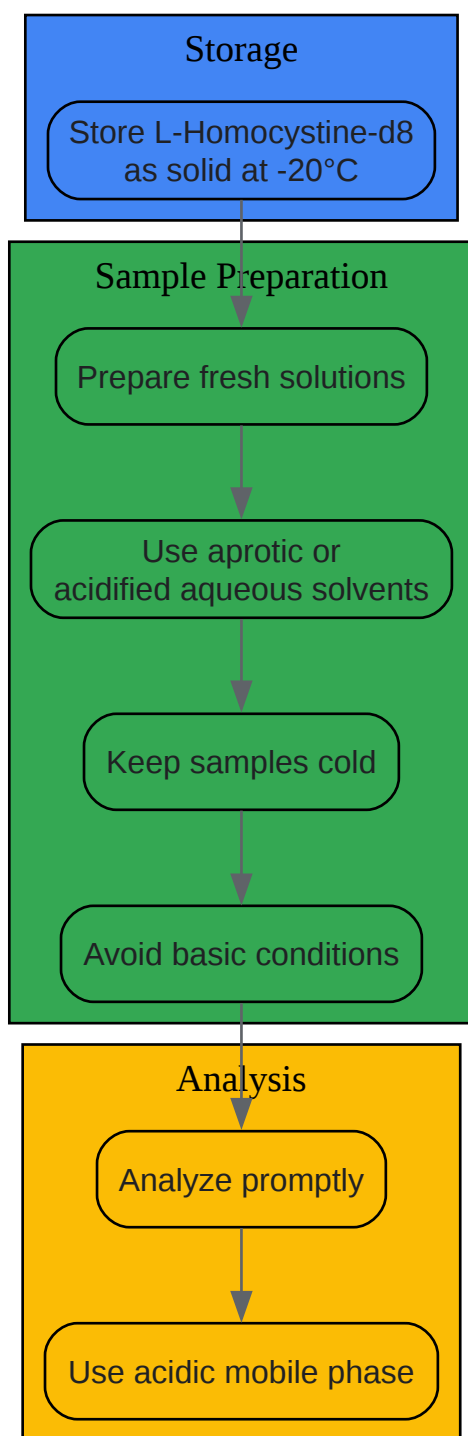 Storage
Store L-Homocystine-d8
as solid at -20°C
Sample Preparation
Prepare fresh solutions
Use aprotic or
acidified aqueous solvents
Keep samples cold
Avoid basic conditions
Analysis
Analyze promptly
Use acidic mobile phase